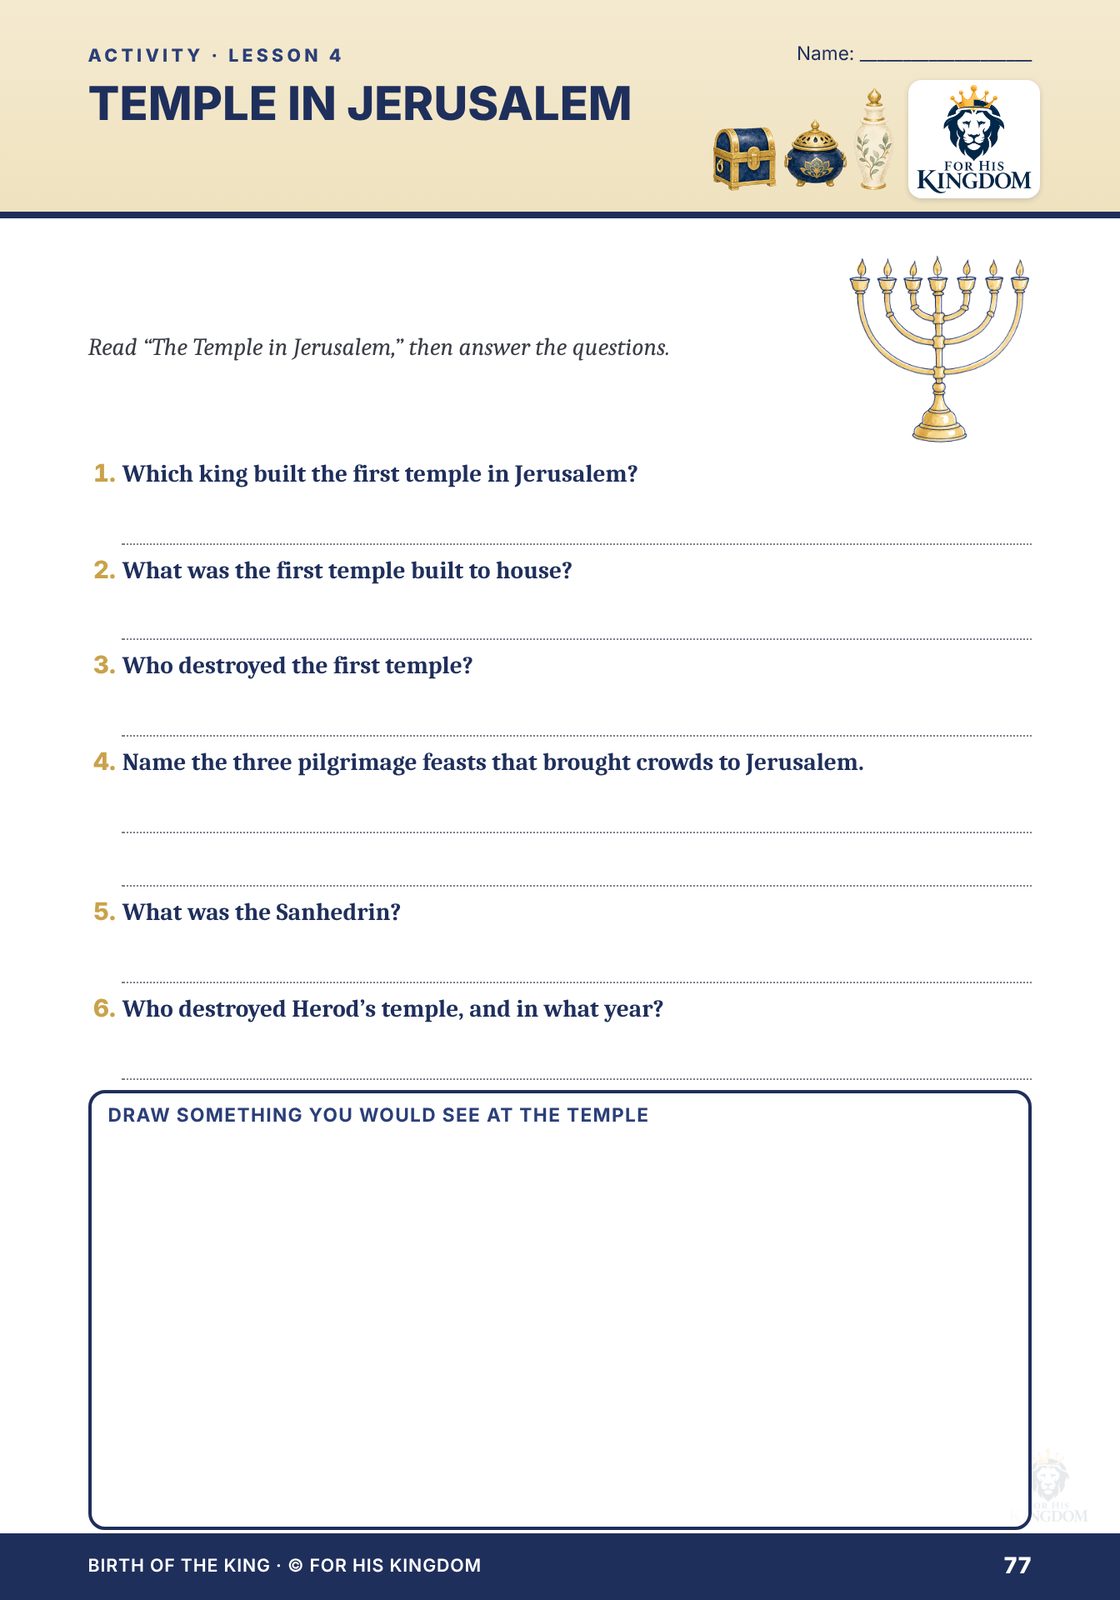 ACTIVITY · LESSON 4
Name: ____________________
TEMPLE IN JERUSALEM
FOR HIS
KINGDOM
Read “The Temple in Jerusalem,” then answer the questions.
1. Which king built the first temple in Jerusalem?
2. What was the first temple built to house?
3. Who destroyed the first temple?
4. Name the three pilgrimage feasts that brought crowds to Jerusalem.
5. What was the Sanhedrin?
6. Who destroyed Herod’s temple, and in what year?
DRAW SOMETHING YOU WOULD SEE AT THE TEMPLE
FOR HIS
KINGDOM
BIRTH OF THE KING · © FOR HIS KINGDOM
77